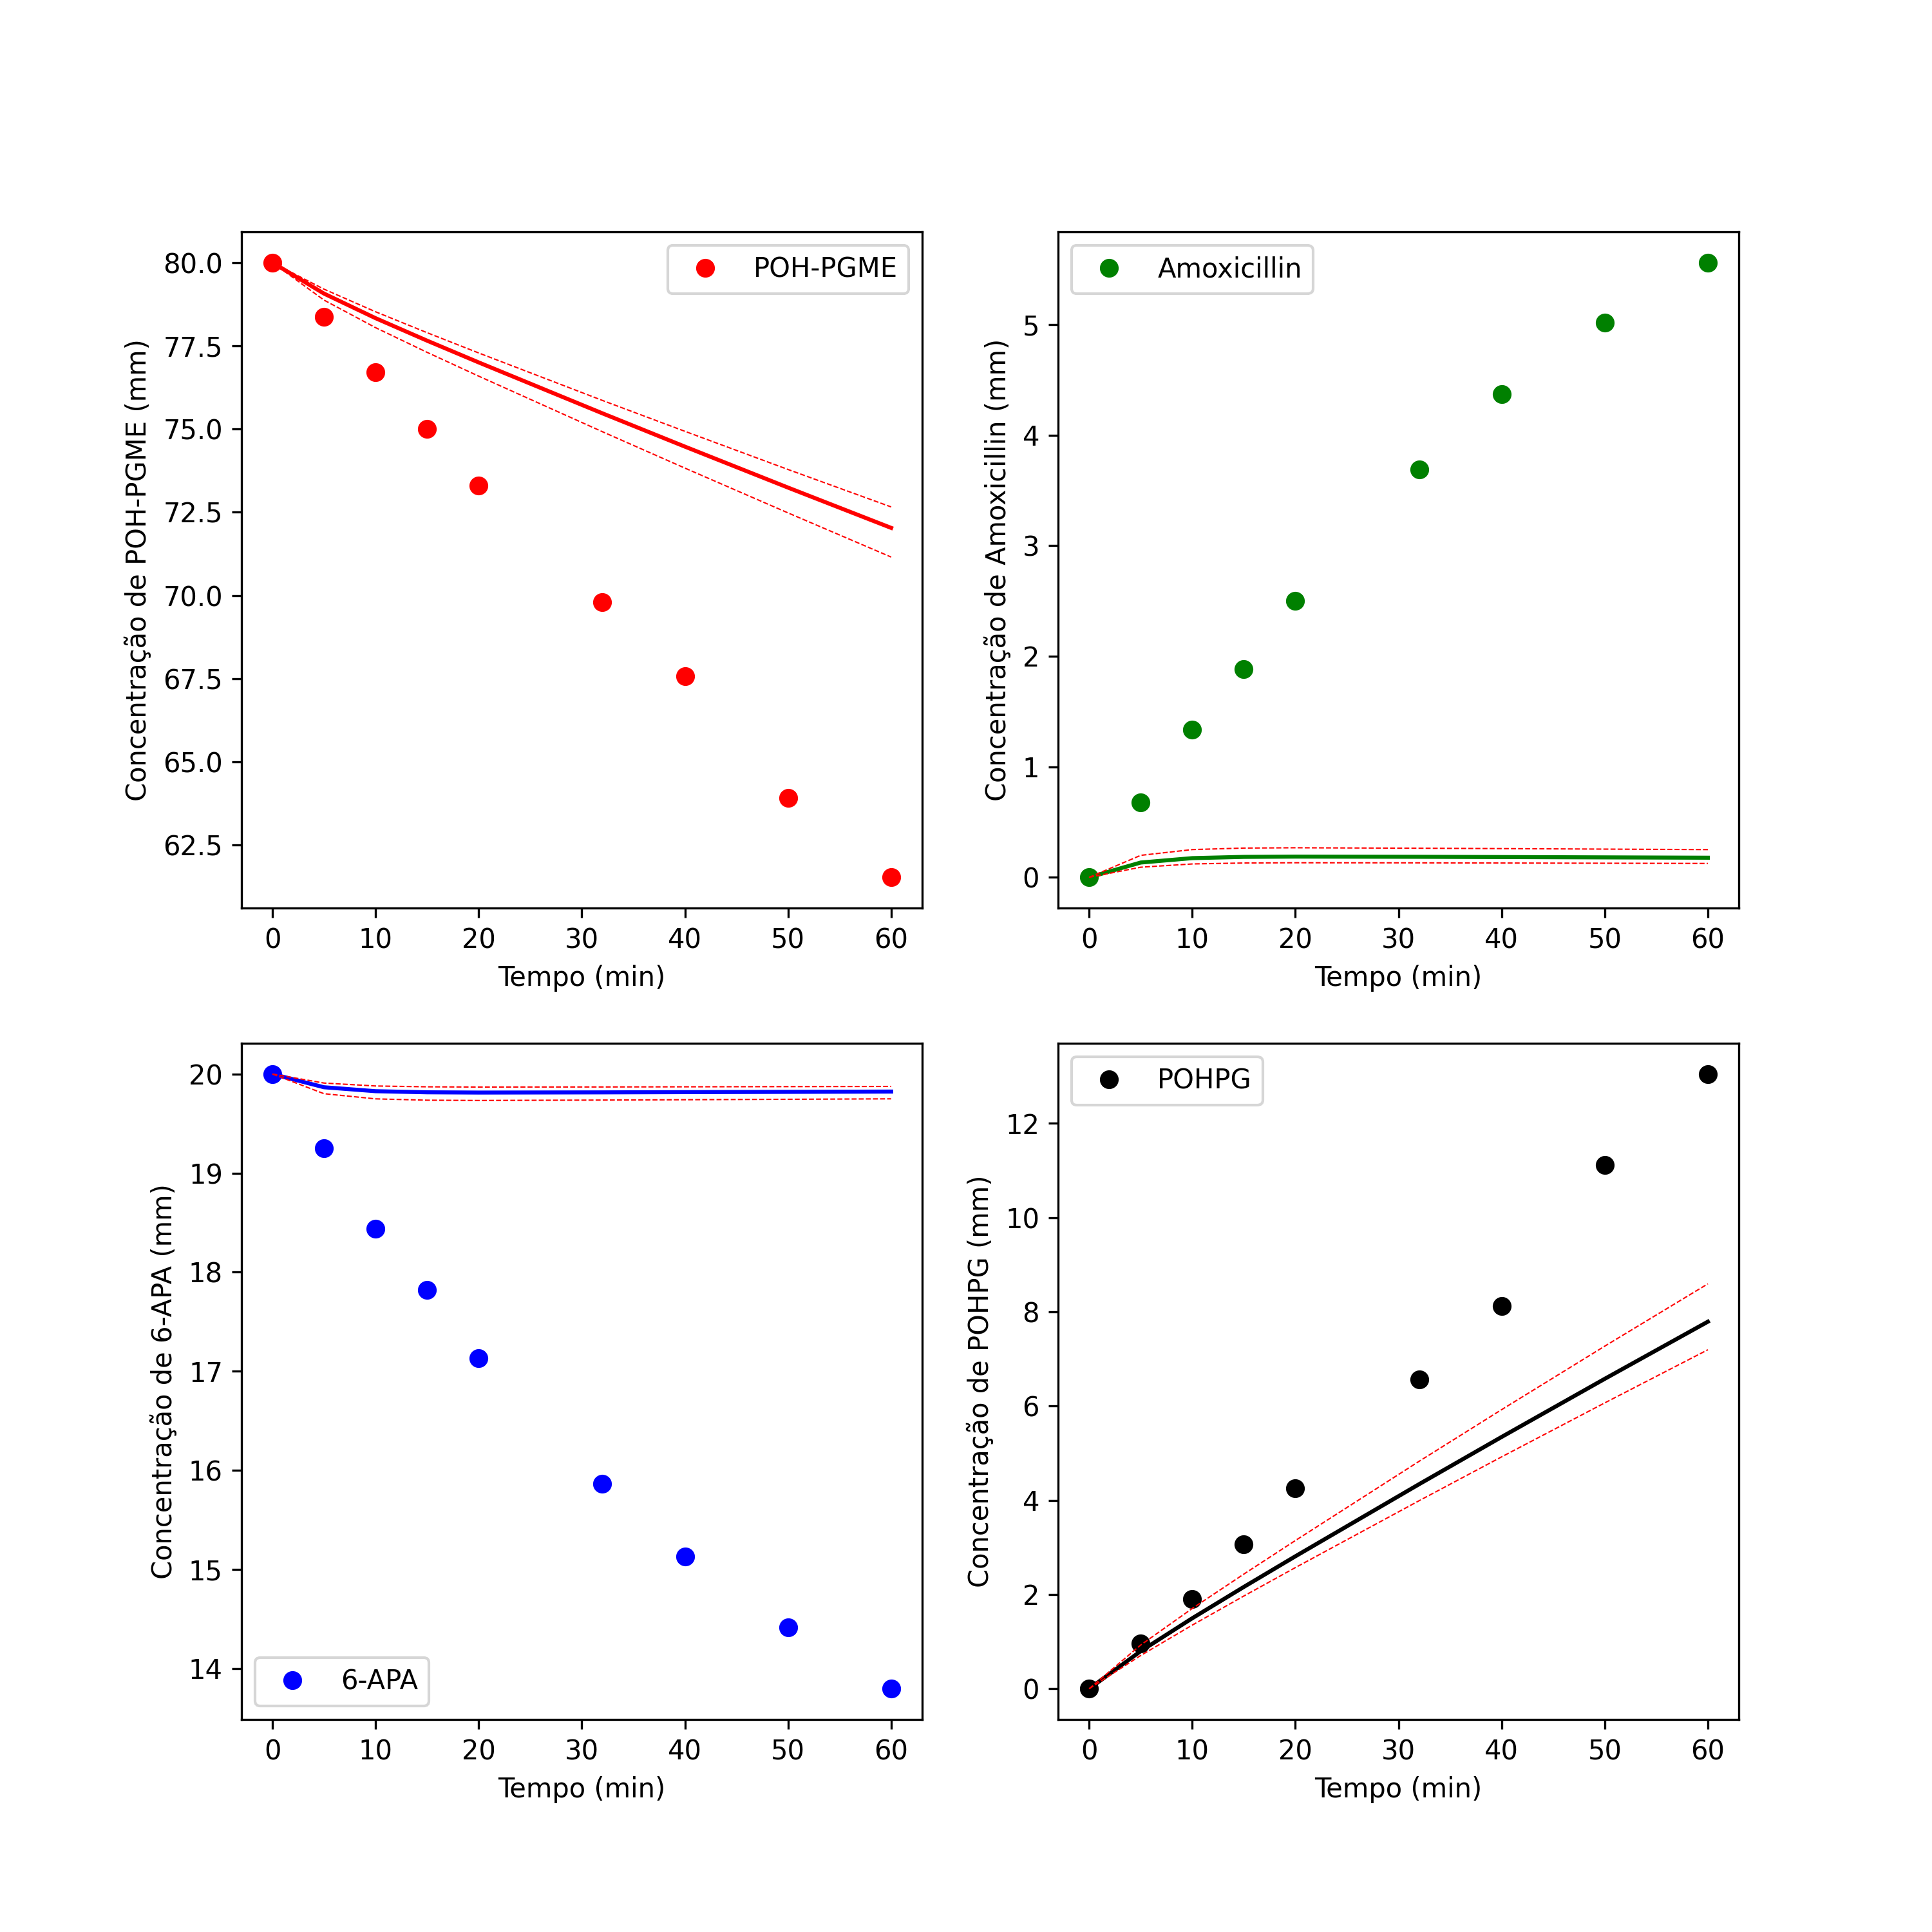 POH-PGME
Concentração de POH-PGME (mm)
80.0
77.5
75.0
72.5
70.0
67.5
65.0
62.5
0 10 20 30 40 50 60
Tempo (min)
Amoxicillin
Concentração de Amoxicillin (mm)
5
4
3
2
1
0
0 10 20 30 40 50 60
Tempo (min)
6-APA
Concentração de 6-APA (mm)
20
19
18
17
16
15
14
0 10 20 30 40 50 60
Tempo (min)
POHPG
Concentração de POHPG (mm)
12
10
8
6
4
2
0
0 10 20 30 40 50 60
Tempo (min)